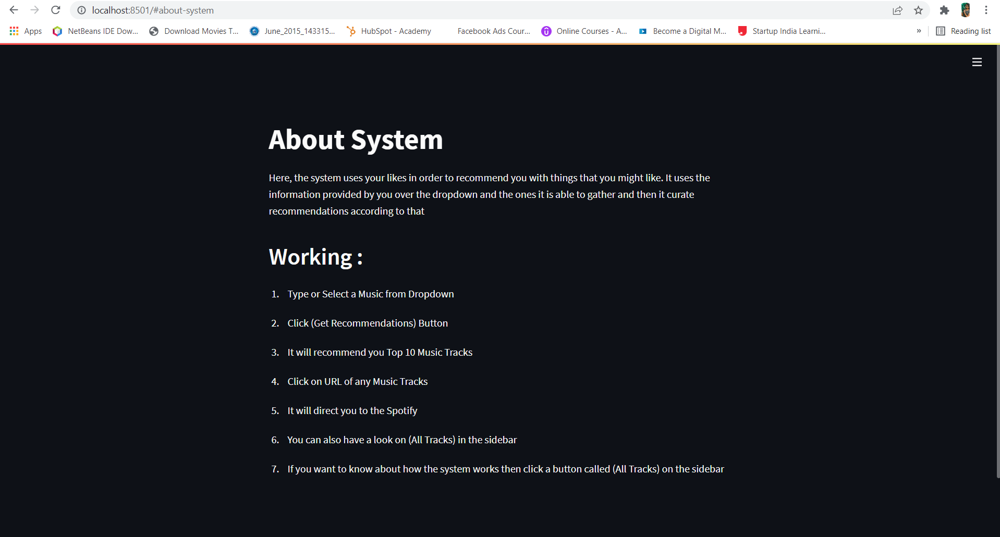 localhost:8501/#about-system
Apps NetBeans IDE Dow... Download Movies T... June_2015_143315... HubSpot - Academy Facebook Ads Cour... Online Courses - A... Become a Digital M... Startup India Learni... » Reading list
About System
Here, the system uses your likes in order to recommend you with things that you might like. It uses the
information provided by you over the dropdown and the ones it is able to gather and then it curate
recommendations according to that
Working :
1. Type or Select a Music from Dropdown
2. Click (Get Recommendations) Button
3. It will recommend you Top 10 Music Tracks
4. Click on URL of any Music Tracks
5. It will direct you to the Spotify
6. You can also have a look on (All Tracks) in the sidebar
7. If you want to know about how the system works then click a button called (All Tracks) on the sidebar